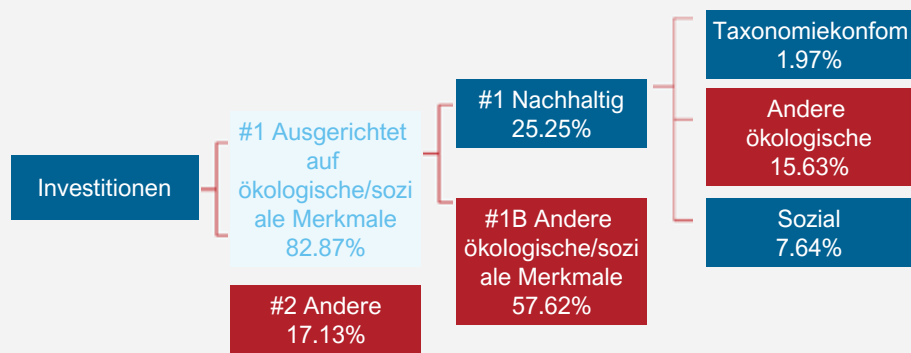 Investitionen
#1 Ausgerichtet
auf
ökologische/sozi
ale Merkmale
82.87%
#2 Andere
17.13%
#1 Nachhaltig
25.25%
#1B Andere
ökologische/sozi
ale Merkmale
57.62%
Taxonomiekonfom
1.97%
Andere
ökologische
15.63%
Sozial
7.64%